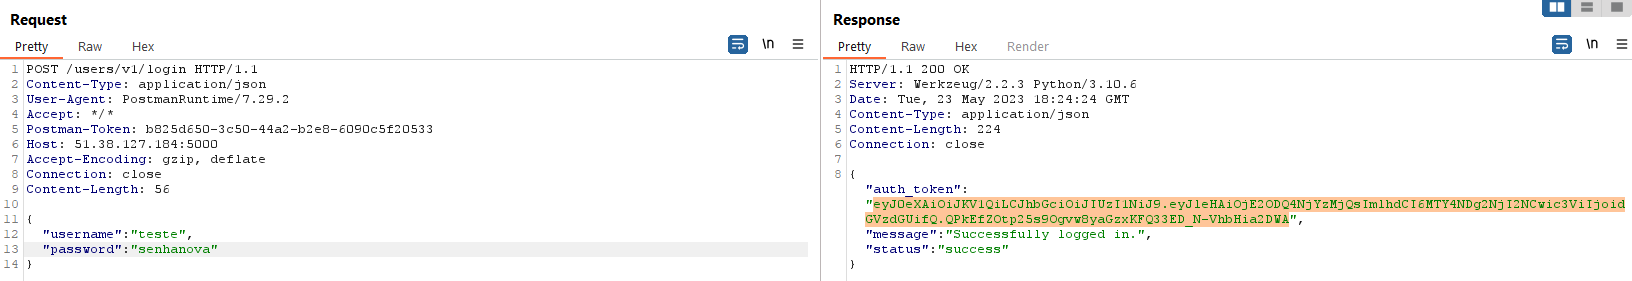 Request
Pretty Raw Hex
\n
1 POST /users/v1/login HTTP/1.1
2 Content-Type: application/json
3 User-Agent: PostmanRuntime/7.29.2
4 Accept: */*
5 Postman-Token: b825d650-3c50-44a2-b2e8-6090c5f20533
6 Host: 51.38.127.184:5000
7 Accept-Encoding: gzip, deflate
8 Connection: close
9 Content-Length: 56
10
11 {
12 "username":"teste",
13 "password":"senhanova"
14 }
Response
Pretty Raw Hex Render
\n
1 HTTP/1.1 200 OK
2 Server: Werkzeug/2.2.3 Python/3.10.6
3 Date: Tue, 23 May 2023 18:24:24 GMT
4 Content-Type: application/json
5 Content-Length: 224
6 Connection: close
7
8 {
"auth_token":
"eyJ0eXAiOiJKV1QiLCJhbGciOiJIUzI1NiJ9.eyJleHAiOjE2ODQ4NjYzMjQsImlhdCI6MTY4NDg2NjI2NCwic3ViIjoid
GVzdGUifQ.QPkEfZOtp25s9Ogvw8yaGzxKFQ33ED_N-VhbHia2DWA",
"message":"Successfully logged in.",
"status":"success"
}